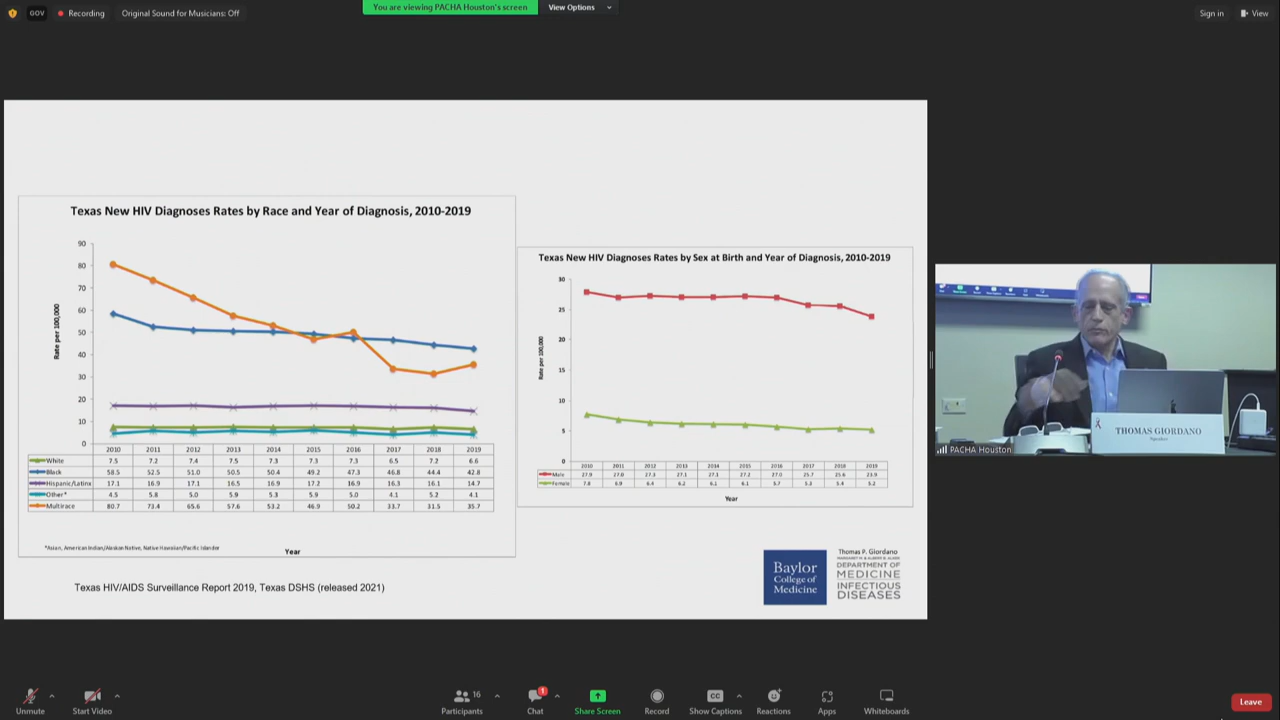 GOV
Recording
Original Sound for Musicians: Off
You are viewing PACHA Houston's screen
View Options
Sign in
View
Texas New HIV Diagnoses Rates by Race and Year of Diagnosis, 2010-2019
Rate per 100,000
90
80
70
60
50
40
30
20
10
0
2010 2011 2012 2013 2014 2015 2016 2017 2018 2019
White 7.5 7.2 7.4 7.5 7.3 7.3 7.3 6.5 7.2 6.6
Black 58.5 52.5 51.0 50.5 50.4 49.2 47.3 46.8 44.4 42.8
Hispanic/Latinx 17.1 16.9 17.1 16.5 16.9 17.2 16.9 16.3 16.1 14.7
Other* 4.5 5.8 5.0 5.9 5.3 5.9 5.0 4.1 5.2 4.1
Multirace 80.7 73.4 65.6 57.6 53.2 46.9 50.2 33.7 31.5 35.7
*Asian, American Indian/Alaskan Native, Native Hawaiian/Pacific Islander
Year
Texas New HIV Diagnoses Rates by Sex at Birth and Year of Diagnosis, 2010-2019
Rate per 100,000
30
25
20
15
10
5
0
2010 2011 2012 2013 2014 2015 2016 2017 2018 2019
Male 27.9 27.0 27.3 27.1 27.1 27.2 27.0 25.7 25.6 23.9
Female 7.8 6.9 6.4 6.2 6.1 6.1 5.7 5.3 5.4 5.2
Year
Texas HIV/AIDS Surveillance Report 2019, Texas DSHS (released 2021)
Baylor
College of
Medicine
Thomas P. Giordano
DEPARTMENT OF
MEDICINE
INFECTIOUS
DISEASES
THOMAS GIORDANO
Speaker
PACHA Houston
Unmute
Start Video
16
Participants
1
Chat
Share Screen
Record
CC
Show Captions
Reactions
Apps
Whiteboards
Leave